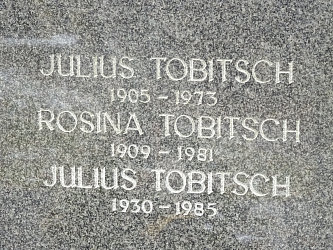 JULIUS TOBITSCH
1905 - 1973
ROSINA TOBITSCH
1909 - 1981
JULIUS TOBITSCH
1930 - 1985